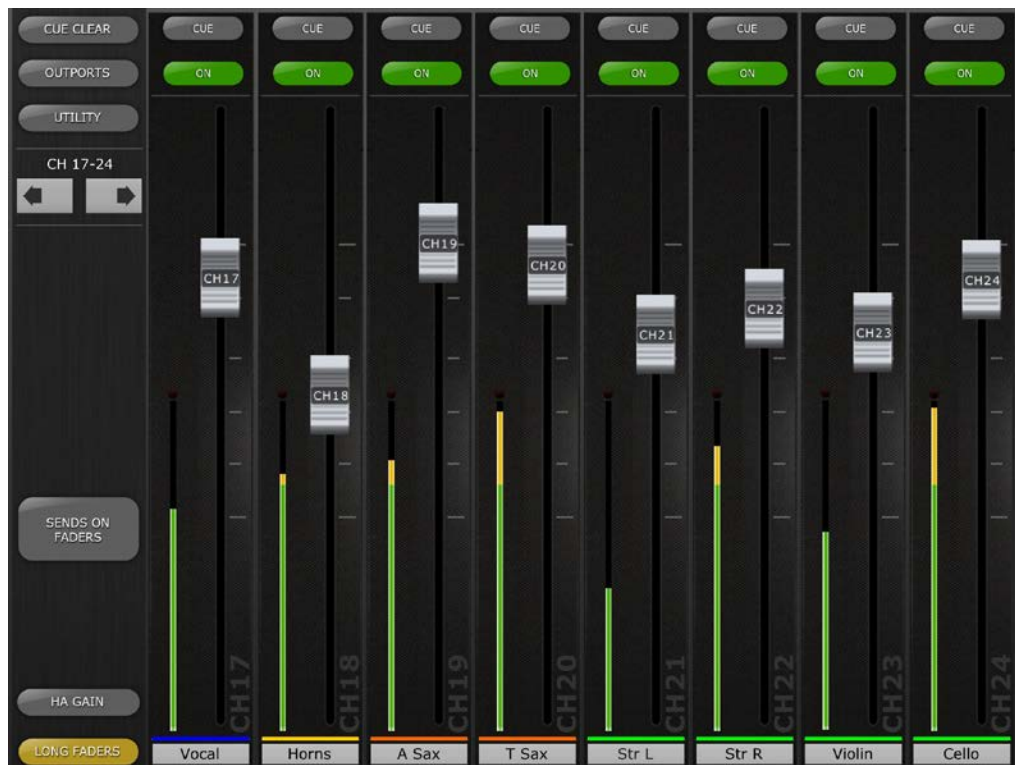 CUE CLEAR CUE CUE CUE CUE CUE CUE CUE CUE
OUTPORTS ON ON ON ON ON ON ON ON
UTILITY
CH 17-24
CH17 CH18 CH19 CH20 CH21 CH22 CH23 CH24
SENDS ON
FADERS
CH17 CH18 CH19 CH20 CH21 CH22 CH23 CH24
HA GAIN
LONG FADERS Vocal Horns A Sax T Sax Str L Str R Violin Cello